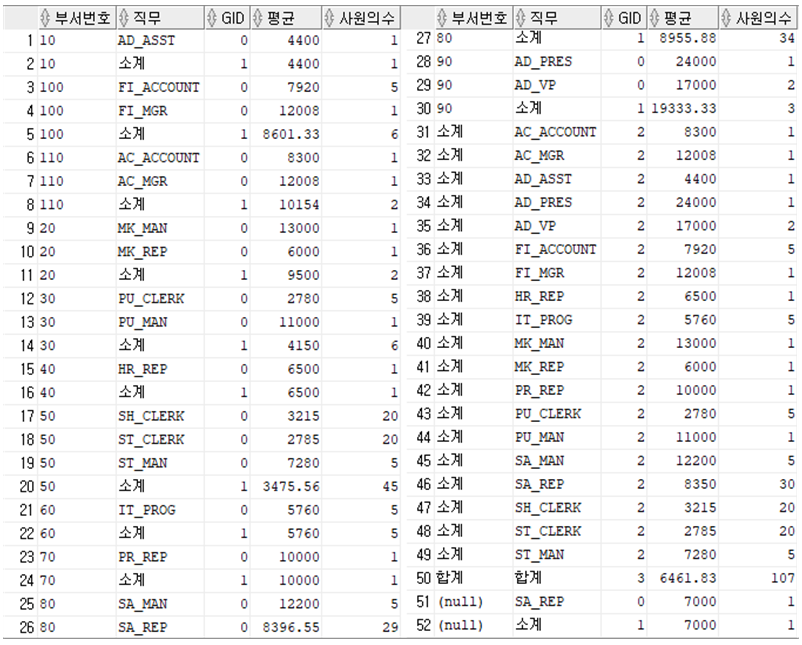 부서번호 직무 GID 평균 사원의수
1 10 AD_ASST 0 4400 1
2 10 소계 1 4400 1
3 100 FI_ACCOUNT 0 7920 5
4 100 FI_MGR 0 12008 1
5 100 소계 1 8601.33 6
6 110 AC_ACCOUNT 0 8300 1
7 110 AC_MGR 0 12008 1
8 110 소계 1 10154 2
9 20 MK_MAN 0 13000 1
10 20 MK_REP 0 6000 1
11 20 소계 1 9500 2
12 30 PU_CLERK 0 2780 5
13 30 PU_MAN 0 11000 1
14 30 소계 1 4150 6
15 40 HR_REP 0 6500 1
16 40 소계 1 6500 1
17 50 SH_CLERK 0 3215 20
18 50 ST_CLERK 0 2785 20
19 50 ST_MAN 0 7280 5
20 50 소계 1 3475.56 45
21 60 IT_PROG 0 5760 5
22 60 소계 1 5760 5
23 70 PR_REP 0 10000 1
24 70 소계 1 10000 1
25 80 SA_MAN 0 12200 5
26 80 SA_REP 0 8396.55 29
부서번호 직무 GID 평균 사원의수
27 80 소계 1 8955.88 34
28 90 AD_PRES 0 24000 1
29 90 AD_VP 0 17000 2
30 90 소계 1 19333.33 3
31 소계 AC_ACCOUNT 2 8300 1
32 소계 AC_MGR 2 12008 1
33 소계 AD_ASST 2 4400 1
34 소계 AD_PRES 2 24000 1
35 소계 AD_VP 2 17000 2
36 소계 FI_ACCOUNT 2 7920 5
37 소계 FI_MGR 2 12008 1
38 소계 HR_REP 2 6500 1
39 소계 IT_PROG 2 5760 5
40 소계 MK_MAN 2 13000 1
41 소계 MK_REP 2 6000 1
42 소계 PR_REP 2 10000 1
43 소계 PU_CLERK 2 2780 5
44 소계 PU_MAN 2 11000 1
45 소계 SA_MAN 2 12200 5
46 소계 SA_REP 2 8350 30
47 소계 SH_CLERK 2 3215 20
48 소계 ST_CLERK 2 2785 20
49 소계 ST_MAN 2 7280 5
50 합계 합계 3 6461.83 107
51 (null) SA_REP 0 7000 1
52 (null) 소계 1 7000 1